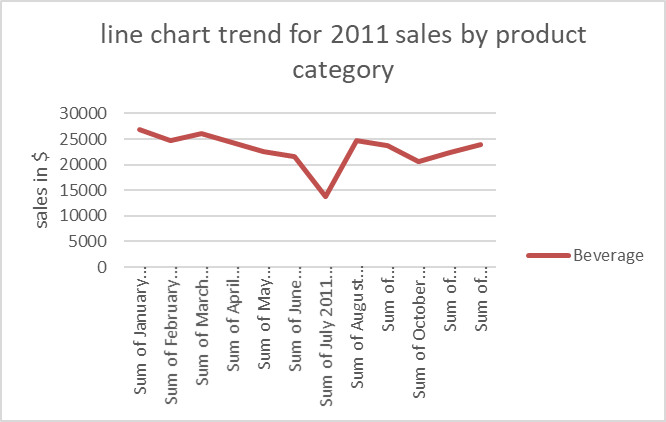 line chart trend for 2011 sales by product
category
30000
25000
20000
15000
10000
5000
0
sales in $
Sum of January...
Sum of February...
Sum of March...
Sum of April...
Sum of May...
Sum of June...
Sum of July 2011...
Sum of August...
Sum of...
Sum of October...
Sum of...
Sum of...
Beverage